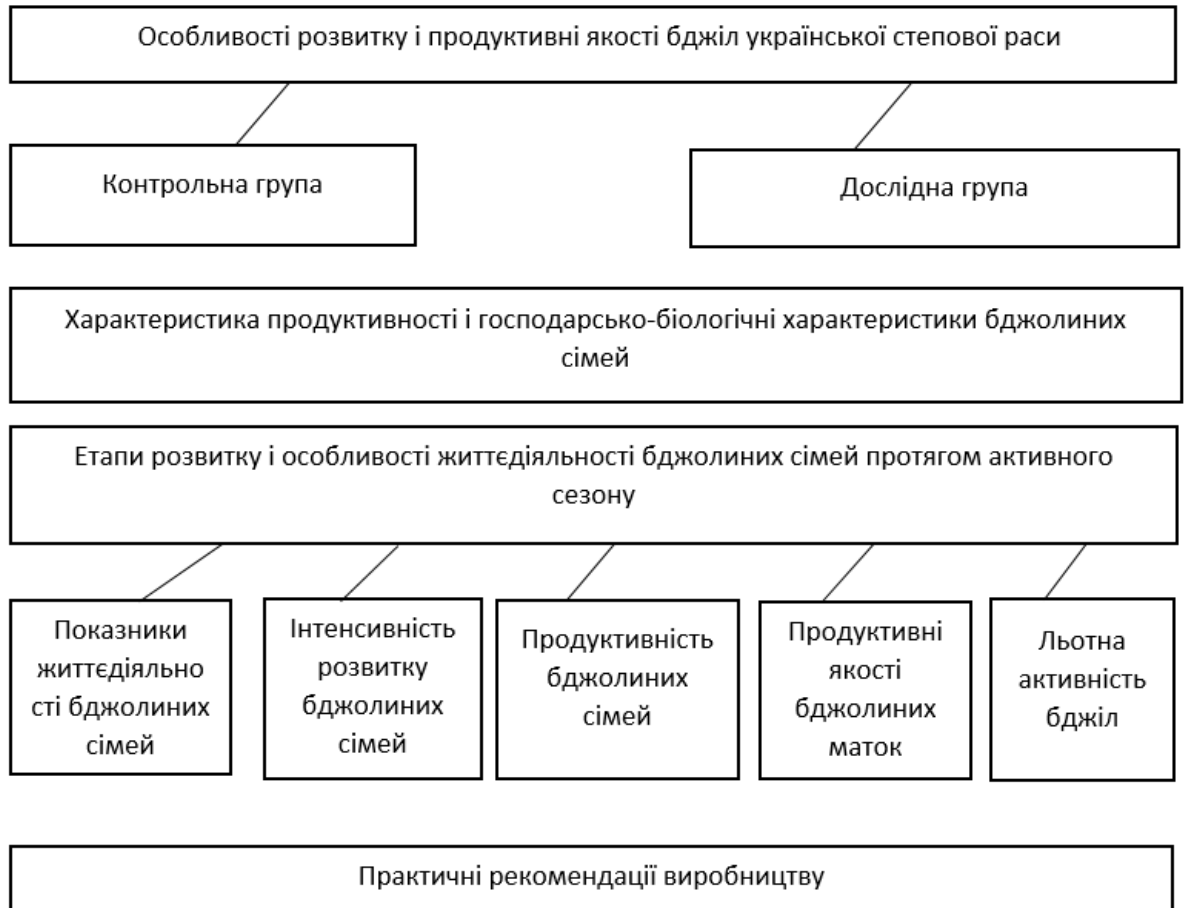 Особливості розвитку і продуктивні якості бджіл української степової раси
Контрольна група
Дослідна група
Характеристика продуктивності і господарсько-біологічні характеристики бджолиних
сімей
Етапи розвитку і особливості життєдіяльності бджолиних сімей протягом активного
сезону
Показники
життєдіяльно
сті бджолиних
сімей
Інтенсивність
розвитку
бджолиних
сімей
Продуктивність
бджолиних
сімей
Продуктивні
якості
бджолиних
маток
Льотна
активність
бджіл
Практичні рекомендації виробництву